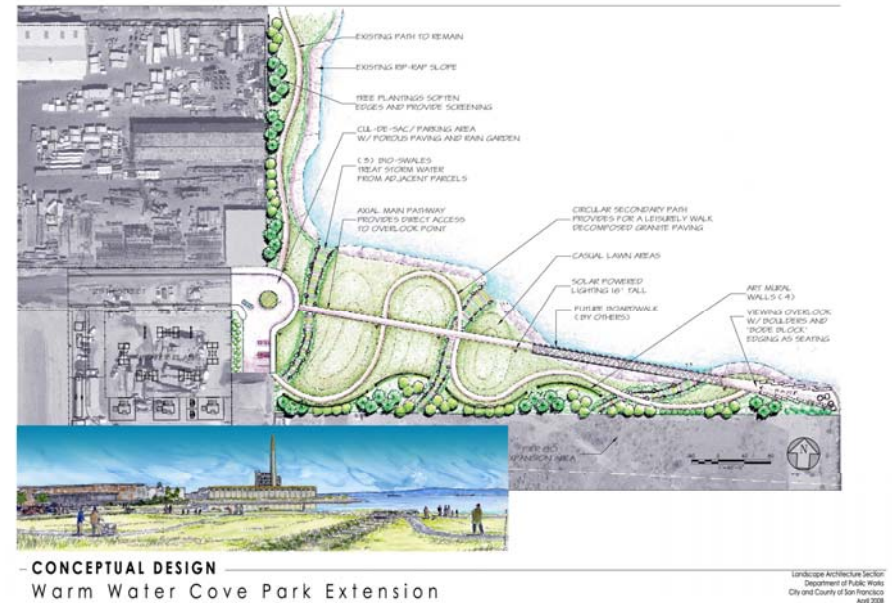 EXISTING PATH TO REMAIN
EXISTING RIP-RAP SLOPE
TREE PLANTINGS SOFTEN
EDGES AND PROVIDE SCREENING
CUL-DE-SAC/ PARKING AREA
W/ POROUS PAVING AND RAIN GARDEN
(3) BIO-SWALES
TREAT STORM WATER
FROM ADJACENT PARCELS
AXIAL MAIN PATHWAY
PROVIDES DIRECT ACCESS
TO OVERLOOK POINT
CIRCULAR SECONDARY PATH
PROVIDES FOR A LEISURELY WALK
DECOMPOSED GRANITE PAVING
CASUAL LAWN AREAS
SOLAR POWERED
LIGHTING 16' TALL
FUTURE BOARDWALK
(BY OTHERS)
ART MURAL
WALLS (4)
VIEWING OVERLOOK
W/ BOULDERS AND
"BODE BLOCK"
EDGING AS SEATING
AREA
N
CONCEPTUAL DESIGN
Warm Water Cove Park Extension
Landscape Architecture Section
Department of Public Works
City and County of San Francisco
April 2008